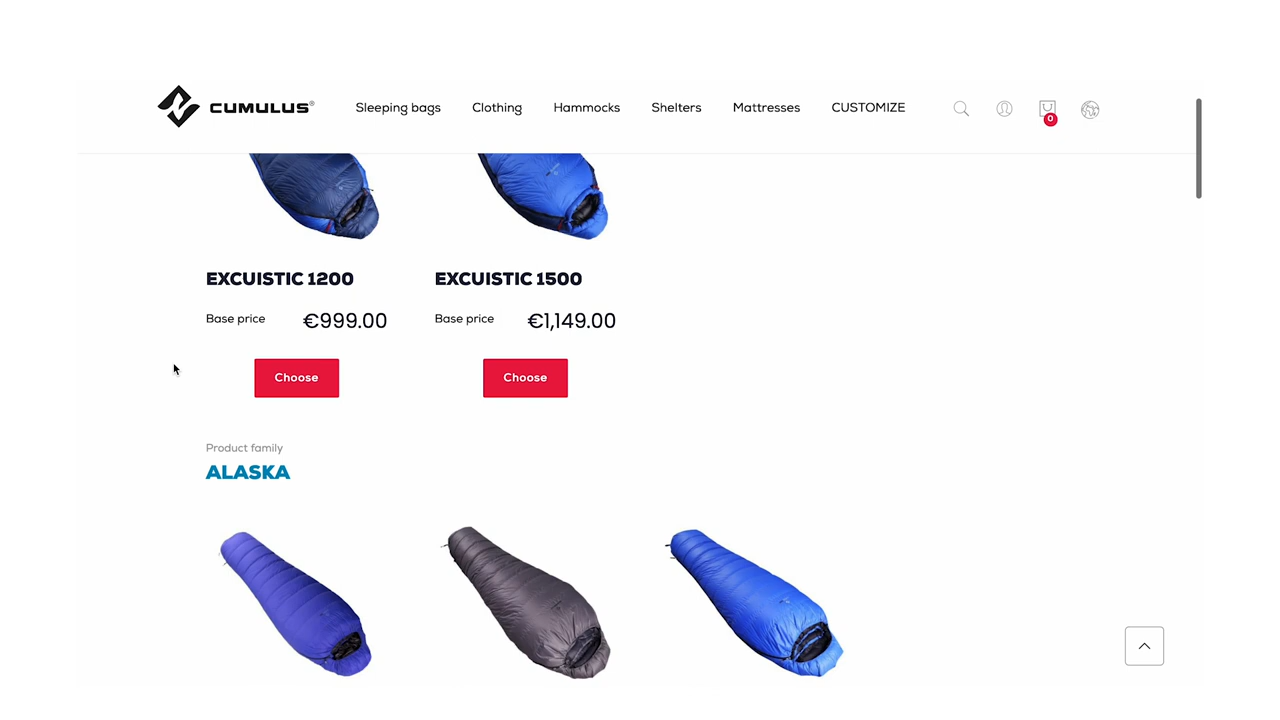 CUMULUS®
Sleeping bags Clothing Hammocks Shelters Mattresses CUSTOMIZE
0
EXCUISTIC 1200 EXCUISTIC 1500
Base price €999.00 Base price €1,149.00
Choose Choose
Product family
ALASKA